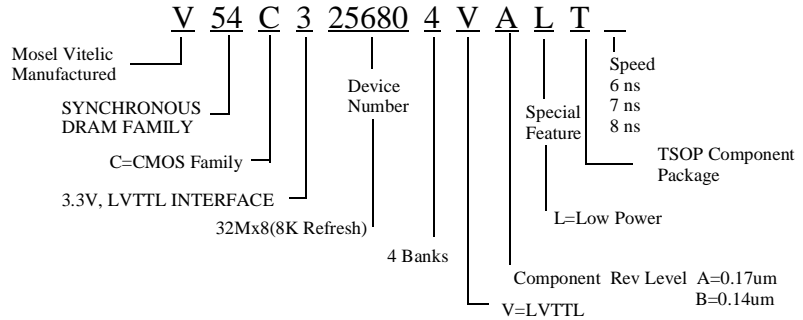 V 54 C 3 25680 4 V A L T
Mosel Vitelic
Manufactured
SYNCHRONOUS
DRAM FAMILY
C=CMOS Family
3.3V, LVTTL INTERFACE
Device
Number
32Mx8(8K Refresh)
4 Banks
Special
Feature
L=Low Power
Speed
6 ns
7 ns
8 ns
TSOP Component
Package
Component Rev Level A=0.17um
B=0.14um
V=LVTTL